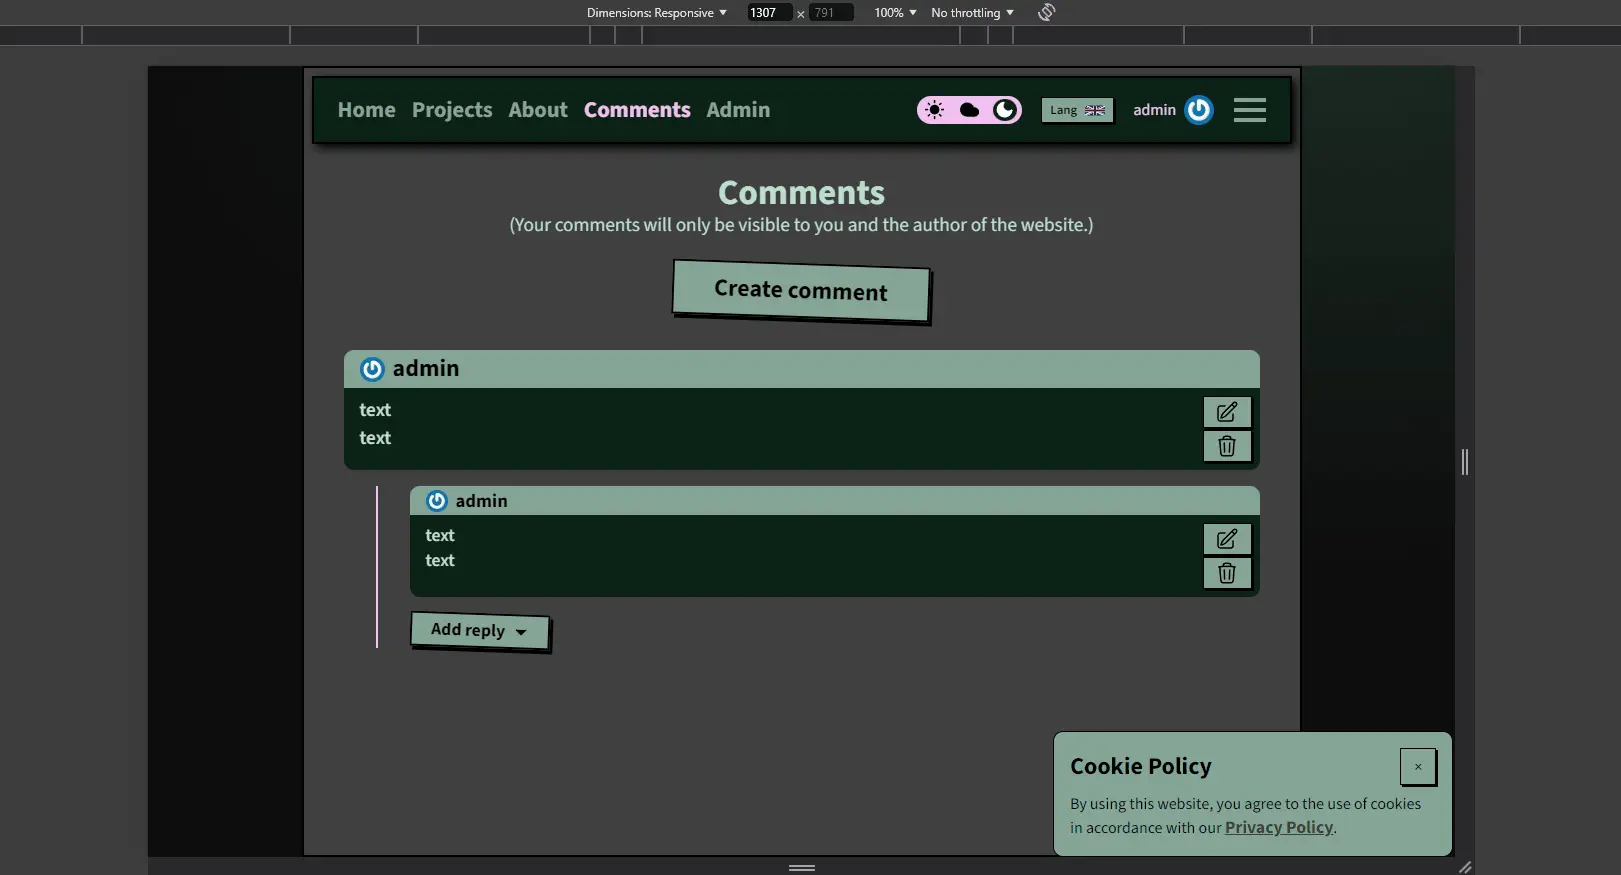 Dimensions: Responsive 1307 × 791 100% No throttling
Home Projects About Comments Admin Lang admin
Comments
(Your comments will only be visible to you and the author of the website.)
Create comment
admin
text
text
admin
text
text
Add reply
Cookie Policy ×
By using this website, you agree to the use of cookies
in accordance with our Privacy Policy.